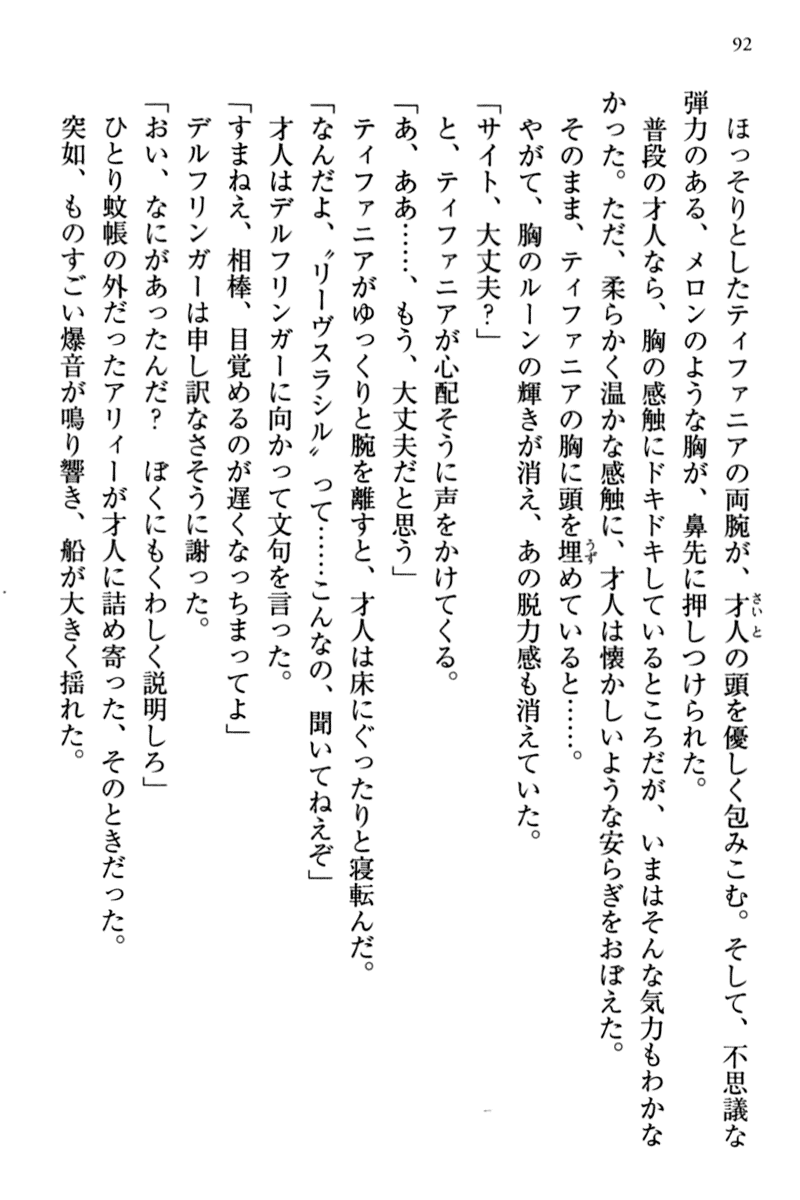 92
ほっそりとしたティファニアの両腕が、才人の頭を優しく包みこむ。そして、不思議な
弾力のある、メロンのような胸が、鼻先に押しつけられた。
普段の才人なら、胸の感触にドキドキしているところだが、いまはそんな気力もわかな
かった。ただ、柔らかく温かな感触に、才人は懐かしいような安らぎをおぼえた。
そのまま、ティファニアの胸に頭を埋めていると……。
やがて、胸のルーンの輝きが消え、あの脱力感も消えていた。
「サイト、大丈夫？」
と、ティファニアが心配そうに声をかけてくる。
「あ、ああ……、もう、大丈夫だと思う」
ティファニアがゆっくりと腕を離すと、才人は床にぐったりと寝転んだ。
「なんだよ、〝リーヴスラシル〟って……こんなの、聞いてねえぞ」
才人はデルフリンガーに向かって文句を言った。
「すまねえ、相棒、目覚めるのが遅くなっちまってよ」
デルフリンガーは申し訳なさそうに謝った。
「おい、なにがあったんだ？　ぼくにもくわしく説明しろ」
ひとり蚊帳の外だったアリィーが才人に詰め寄った、そのときだった。
突如、ものすごい爆音が鳴り響き、船が大きく揺れた。